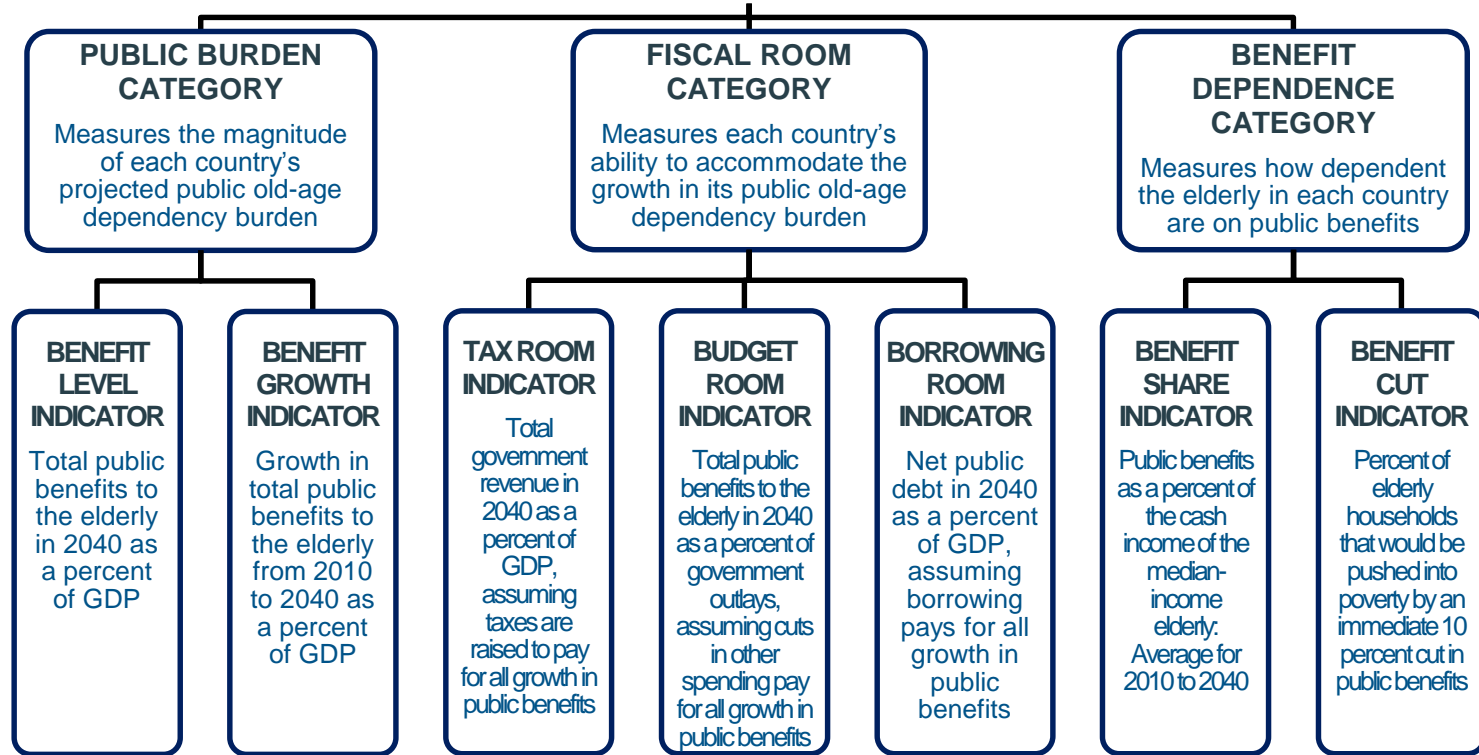 PUBLIC BURDEN
CATEGORY
Measures the magnitude
of each country's
projected public old-age
dependency burden
FISCAL ROOM
CATEGORY
Measures each country's
ability to accommodate the
growth in its public old-age
dependency burden
BENEFIT
DEPENDENCE
CATEGORY
Measures how dependent
the elderly in each country
are on public benefits
BENEFIT
LEVEL
INDICATOR
Total public
benefits to
the elderly
in 2040 as
a percent
of GDP
BENEFIT
GROWTH
INDICATOR
Growth in
total public
benefits to
the elderly
from 2010
to 2040 as
a percent
of GDP
TAX ROOM
INDICATOR
Total
government
revenue in
2040 as a
percent of
GDP,
assuming
taxes are
raised to pay
for all growth in
public benefits
BUDGET
ROOM
INDICATOR
Total public
benefits to the
elderly in 2040
as a percent of
government
outlays,
assuming cuts
in other
spending pay
for all growth in
public benefits
BORROWING
ROOM
INDICATOR
Net public
debt in 2040
as a percent
of GDP,
assuming
borrowing
pays for all
growth in
public
benefits
BENEFIT
SHARE
INDICATOR
Public benefits
as a percent of
the cash
income of the
median-
income
elderly:
Average for
2010 to 2040
BENEFIT
CUT
INDICATOR
Percent of
elderly
households
that would be
pushed into
poverty by an
immediate 10
percent cut in
public benefits